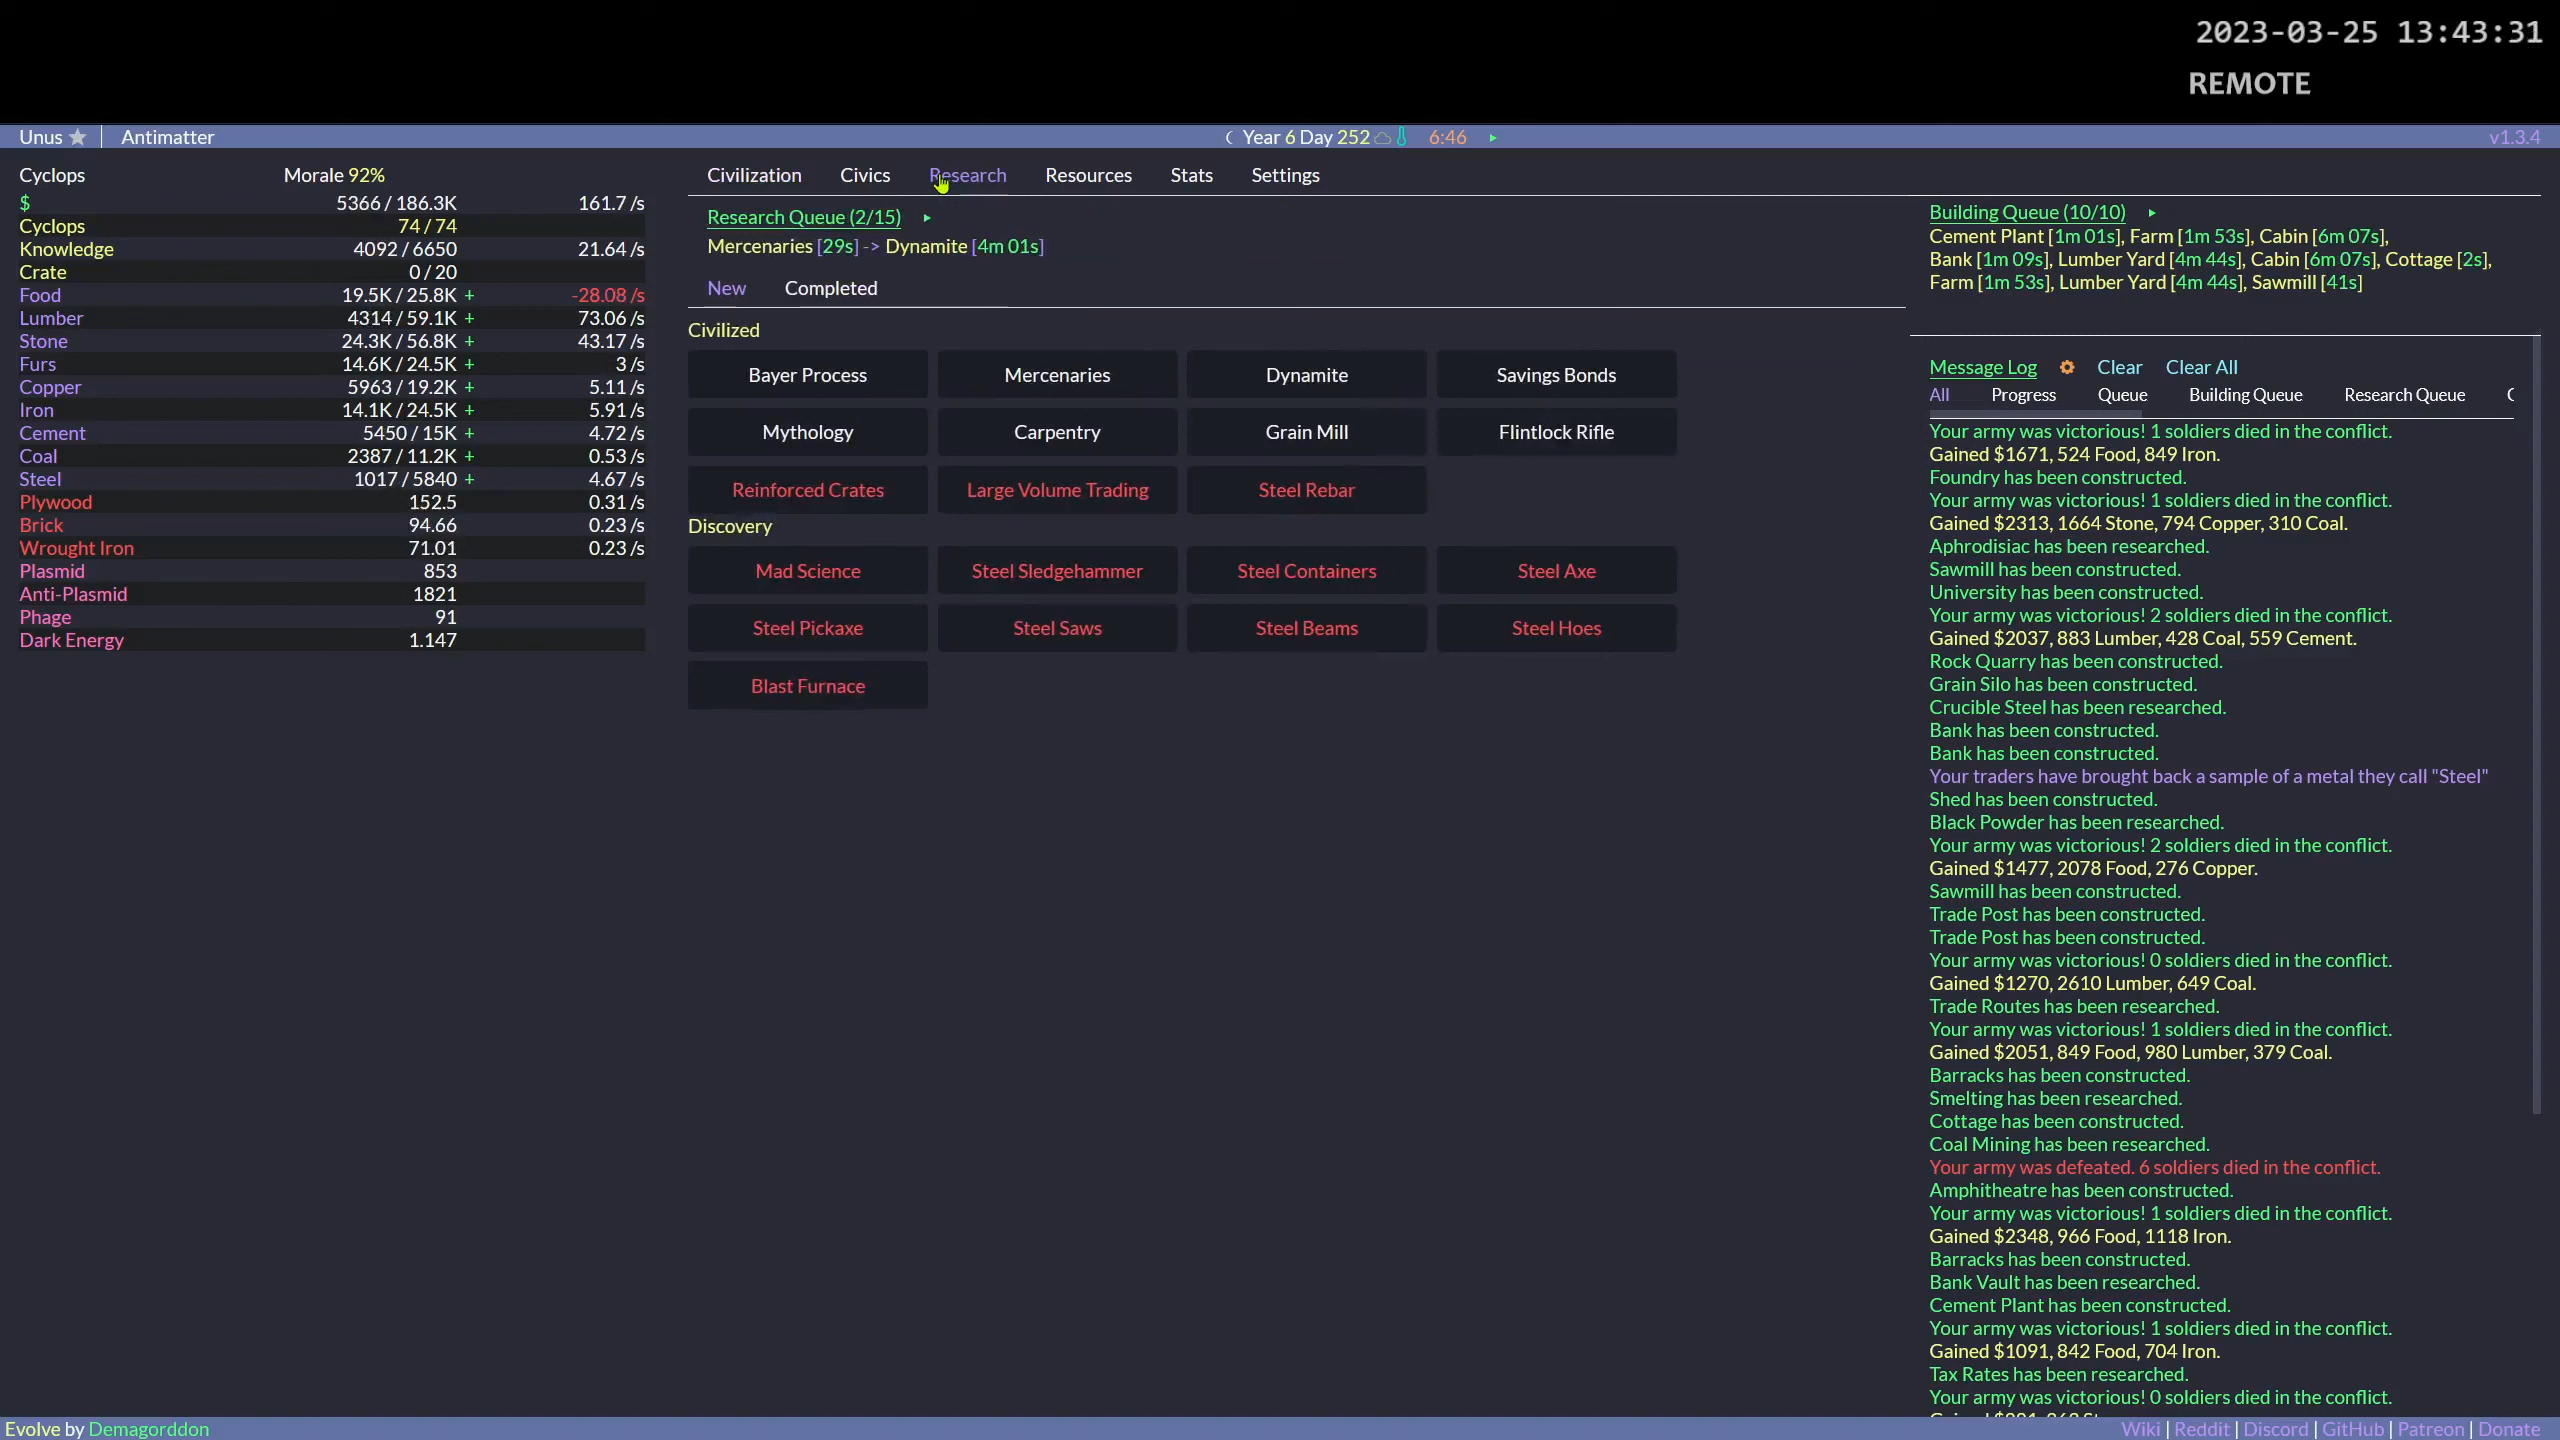 2023-03-25 13:43:31
REMOTE
Unus ★ | Antimatter
Year 6 Day 252 6:46
v1.3.4
Cyclops Morale 92%
$ 5366 / 186.3K 161.7 /s
Cyclops 74 / 74
Knowledge 4092 / 6650 21.64 /s
Crate 0 / 20
Food 19.5K / 25.8K + -28.08 /s
Lumber 4314 / 59.1K + 73.06 /s
Stone 24.3K / 56.8K + 43.17 /s
Furs 14.6K / 24.5K + 3 /s
Copper 5963 / 19.2K + 5.11 /s
Iron 14.1K / 24.5K + 5.91 /s
Cement 5450 / 15K + 4.72 /s
Coal 2387 / 11.2K + 0.53 /s
Steel 1017 / 5840 + 4.67 /s
Plywood 152.5 0.31 /s
Brick 94.66 0.23 /s
Wrought Iron 71.01 0.23 /s
Plasmid 853
Anti-Plasmid 1821
Phage 91
Dark Energy 1.147
Civilization Civics Research Resources Stats Settings
Research Queue (2/15)
Mercenaries [29s] -> Dynamite [4m 01s]
New Completed
Civilized
Bayer Process Mercenaries Dynamite Savings Bonds
Mythology Carpentry Grain Mill Flintlock Rifle
Reinforced Crates Large Volume Trading Steel Rebar
Discovery
Mad Science Steel Sledgehammer Steel Containers Steel Axe
Steel Pickaxe Steel Saws Steel Beams Steel Hoes
Blast Furnace
Building Queue (10/10)
Cement Plant [1m 01s], Farm [1m 53s], Cabin [6m 07s],
Bank [1m 09s], Lumber Yard [4m 44s], Cabin [6m 07s], Cottage [2s],
Farm [1m 53s], Lumber Yard [4m 44s], Sawmill [41s]
Message Log Clear Clear All
All Progress Queue Building Queue Research Queue
Your army was victorious! 1 soldiers died in the conflict.
Gained $1671, 524 Food, 849 Iron.
Foundry has been constructed.
Your army was victorious! 1 soldiers died in the conflict.
Gained $2313, 1664 Stone, 794 Copper, 310 Coal.
Aphrodisiac has been researched.
Sawmill has been constructed.
University has been constructed.
Your army was victorious! 2 soldiers died in the conflict.
Gained $2037, 883 Lumber, 428 Coal, 559 Cement.
Rock Quarry has been constructed.
Grain Silo has been constructed.
Crucible Steel has been researched.
Bank has been constructed.
Bank has been constructed.
Your traders have brought back a sample of a metal they call "Steel"
Shed has been constructed.
Black Powder has been researched.
Your army was victorious! 2 soldiers died in the conflict.
Gained $1477, 2078 Food, 276 Copper.
Sawmill has been constructed.
Trade Post has been constructed.
Trade Post has been constructed.
Your army was victorious! 0 soldiers died in the conflict.
Gained $1270, 2610 Lumber, 649 Coal.
Trade Routes has been researched.
Your army was victorious! 1 soldiers died in the conflict.
Gained $2051, 849 Food, 980 Lumber, 379 Coal.
Barracks has been constructed.
Smelting has been researched.
Cottage has been constructed.
Coal Mining has been researched.
Your army was defeated. 6 soldiers died in the conflict.
Amphitheatre has been constructed.
Your army was victorious! 1 soldiers died in the conflict.
Gained $2348, 966 Food, 1118 Iron.
Barracks has been constructed.
Bank Vault has been researched.
Cement Plant has been constructed.
Your army was victorious! 1 soldiers died in the conflict.
Gained $1091, 842 Food, 704 Iron.
Tax Rates has been researched.
Your army was victorious! 0 soldiers died in the conflict.
Evolve by Demagorddon
Wiki | Reddit | Discord | GitHub | Patreon | Donate